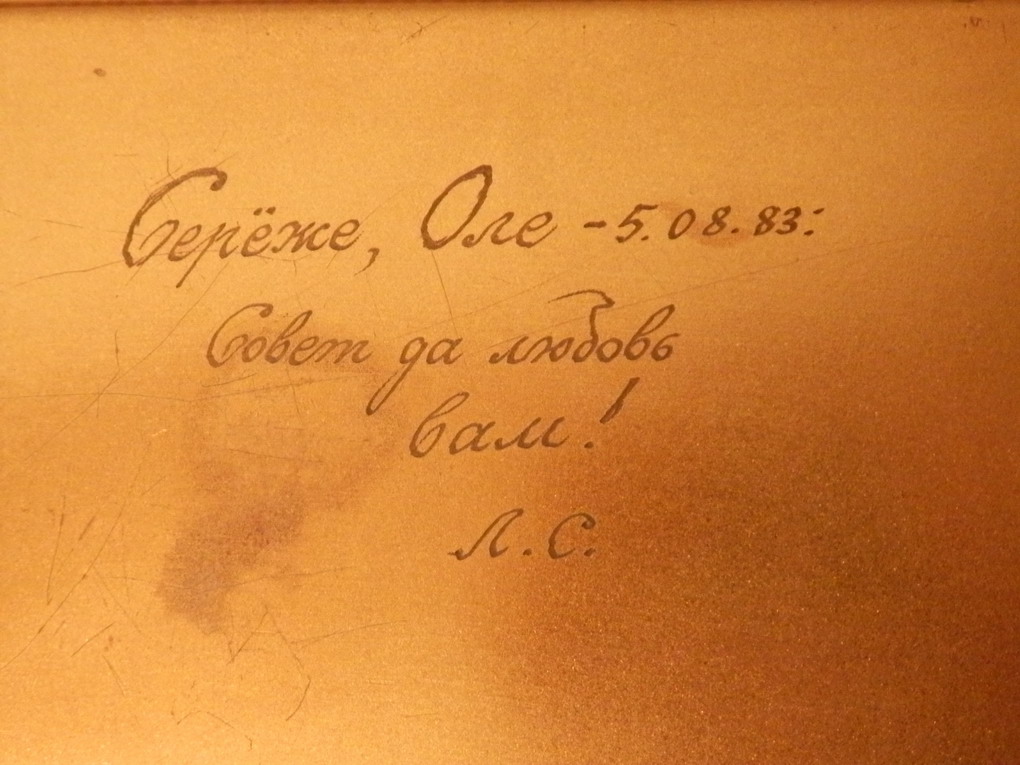 Серёже, Оле - 5.08.83:
Совет да любовь
вам!
Л.С.